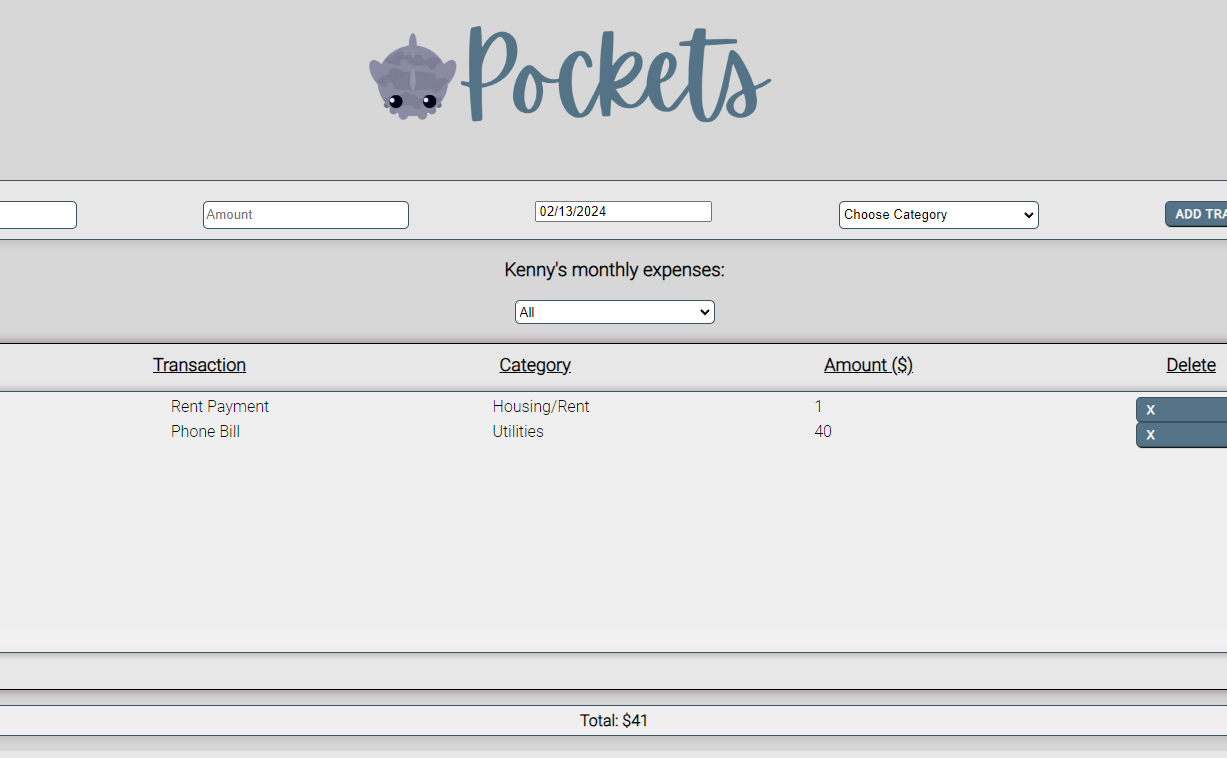 Pockets
Amount 02/13/2024 Choose Category ADD TRA
Kenny's monthly expenses:
All
Transaction Category Amount ($) Delete
Rent Payment Housing/Rent 1 X
Phone Bill Utilities 40 X
Total: $41